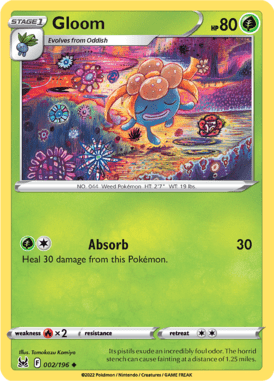 STAGE 1
Gloom
HP80
Evolves from Oddish
NO. 044 Weed Pokémon HT: 2'7" WT: 19 lbs.
Absorb 30
Heal 30 damage from this Pokémon.
weakness ×2 resistance retreat
Illus. Tomokazu Komiya
F 002/196
Its pistils exude an incredibly foul odor. The horrid
stench can cause fainting at a distance of 1.25 miles.
©2022 Pokémon / Nintendo / Creatures / GAME FREAK